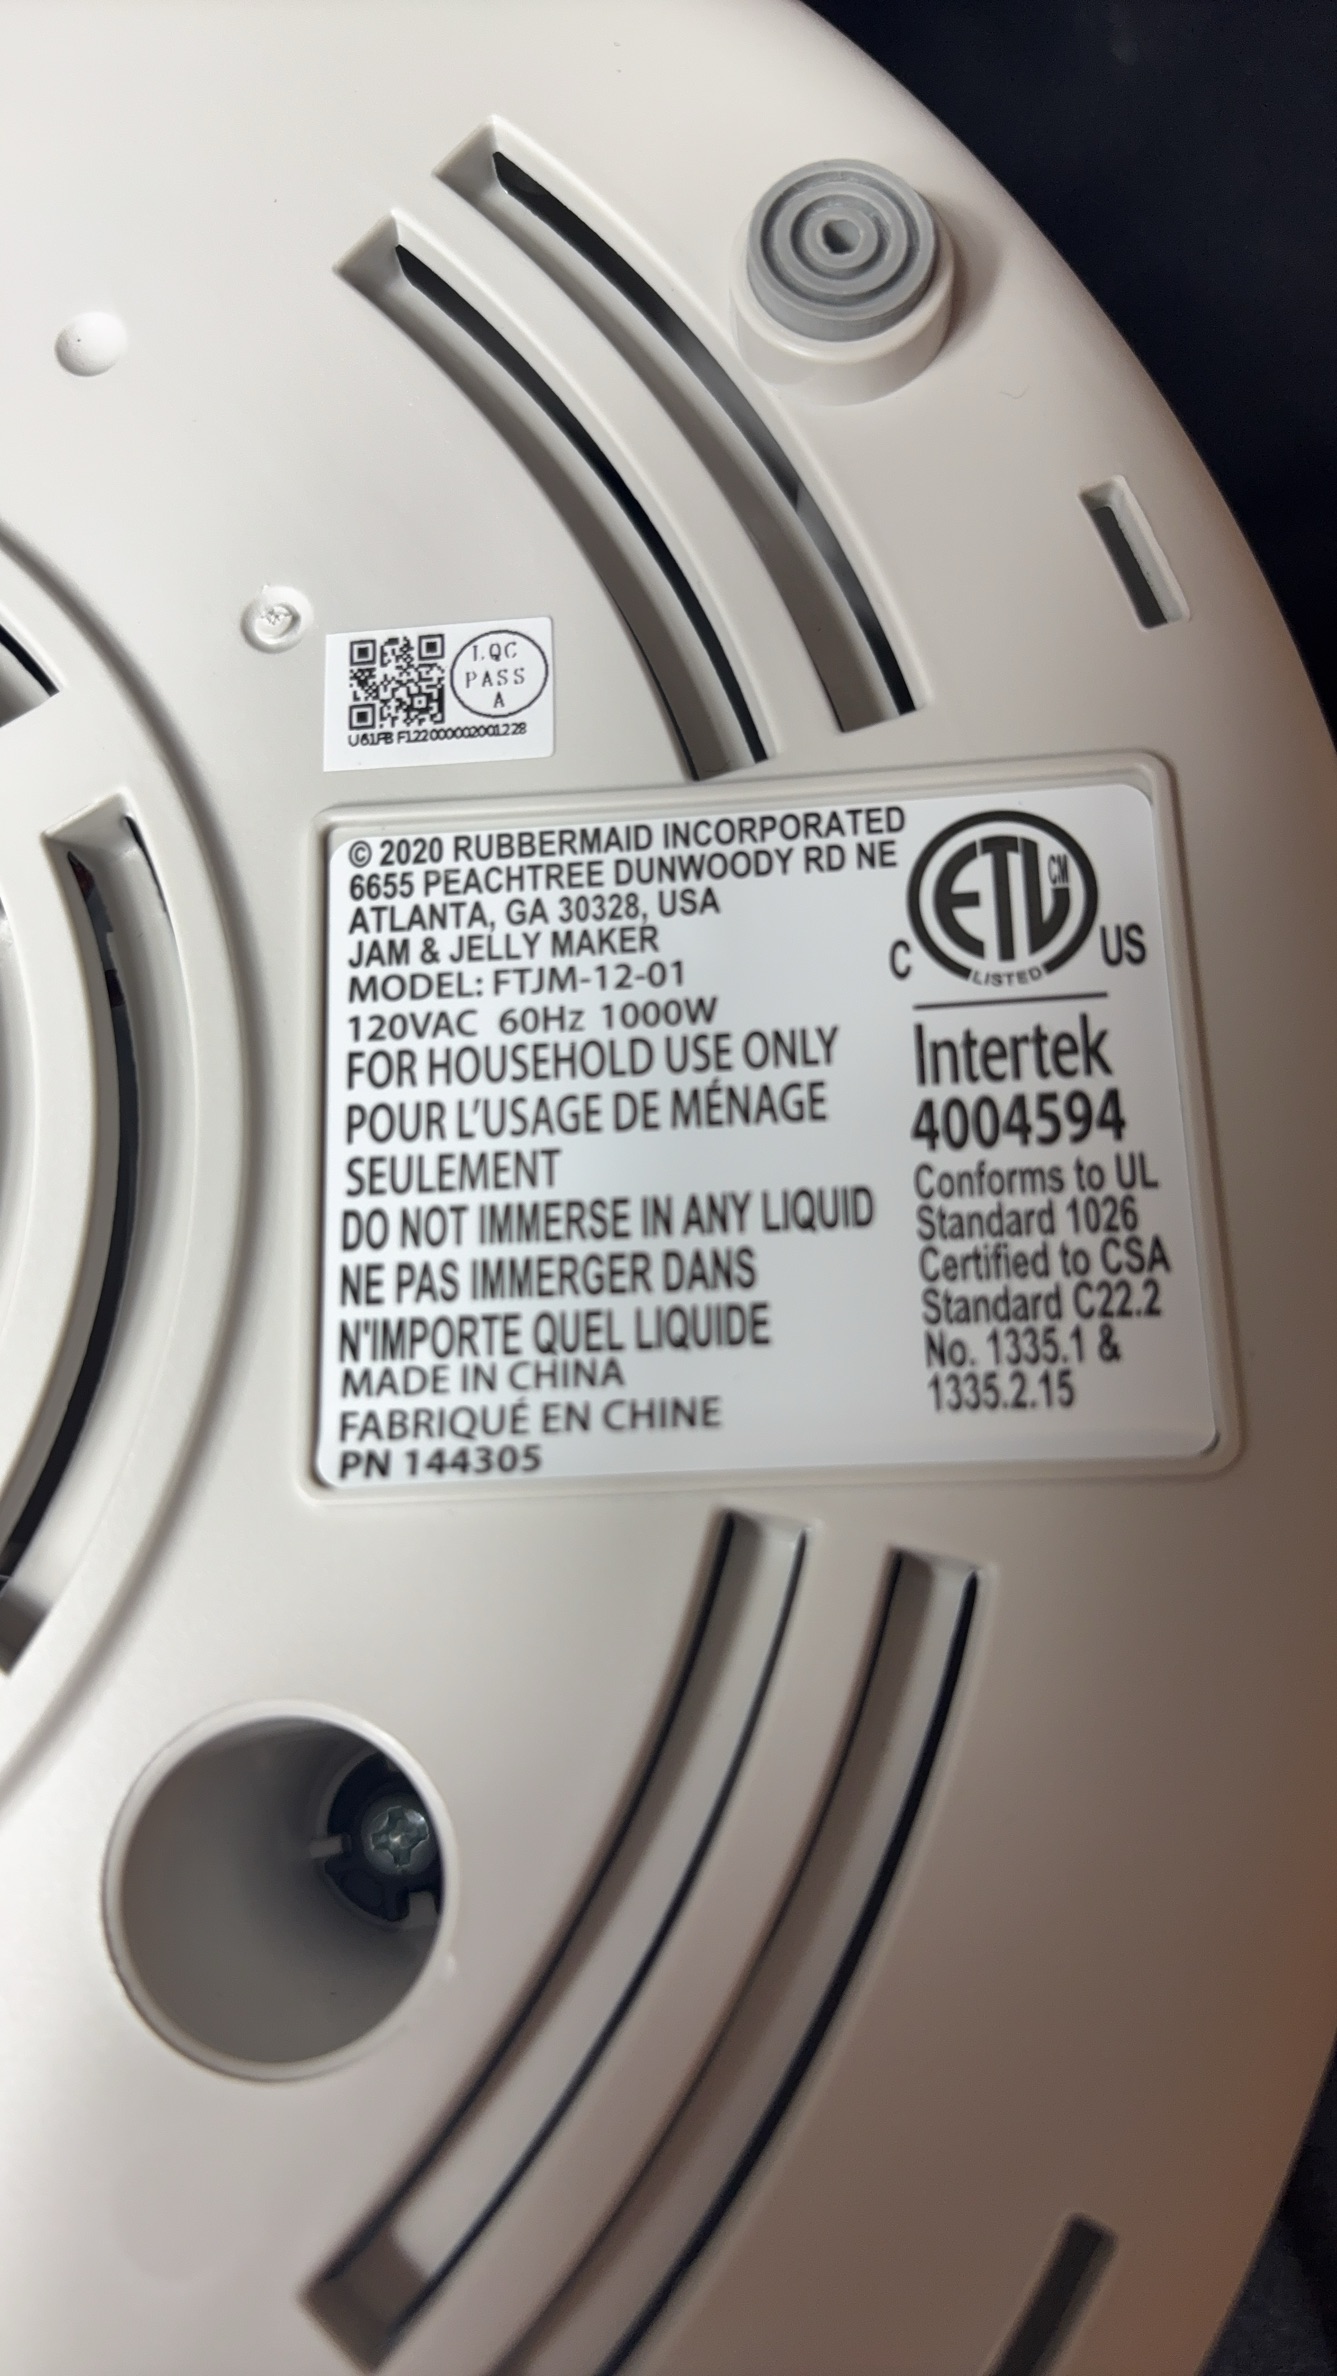 I.QC
PASS
A
U61FB F122000002001228
© 2020 RUBBERMAID INCORPORATED
6655 PEACHTREE DUNWOODY RD NE
ATLANTA, GA 30328, USA
JAM & JELLY MAKER
MODEL: FTJM-12-01
120VAC 60Hz 1000W
FOR HOUSEHOLD USE ONLY
POUR L'USAGE DE MÉNAGE
SEULEMENT
DO NOT IMMERSE IN ANY LIQUID
NE PAS IMMERGER DANS
N'IMPORTE QUEL LIQUIDE
MADE IN CHINA
FABRIQUÉ EN CHINE
PN 144305
ETL CM
LISTED
C US
Intertek
4004594
Conforms to UL
Standard 1026
Certified to CSA
Standard C22.2
No. 1335.1 &
1335.2.15